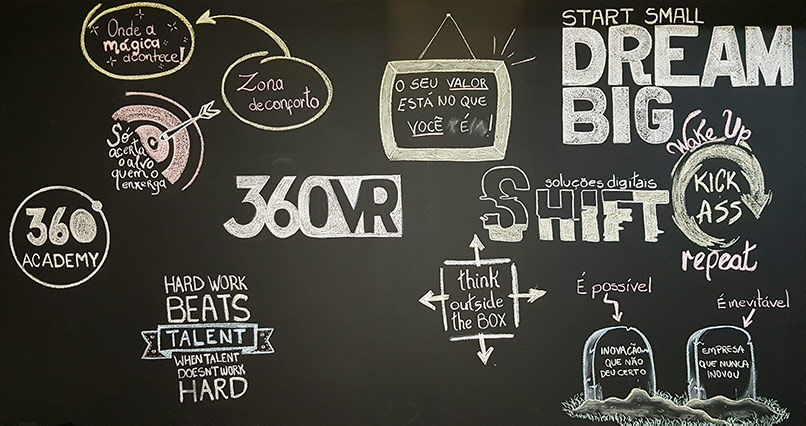 Onde a
mágica
acontece!
Zona
de conforto
O SEU VALOR
ESTÁ NO QUE
VOCÊ É!
START SMALL
DREAM
BIG
Só
acerta
o alvo
quem o
enxerga
360
ACADEMY
360VR
soluções digitais
SHIFT
Wake Up
KICK
ASS
repeat
HARD WORK
BEATS
TALENT
WHEN TALENT
DOESN'T WORK
HARD
think
outside
the BOX
É possível
INOVAÇÃO
QUE NÃO
DEU CERTO
É inevitável
EMPRESA
QUE NUNCA
INOVOU